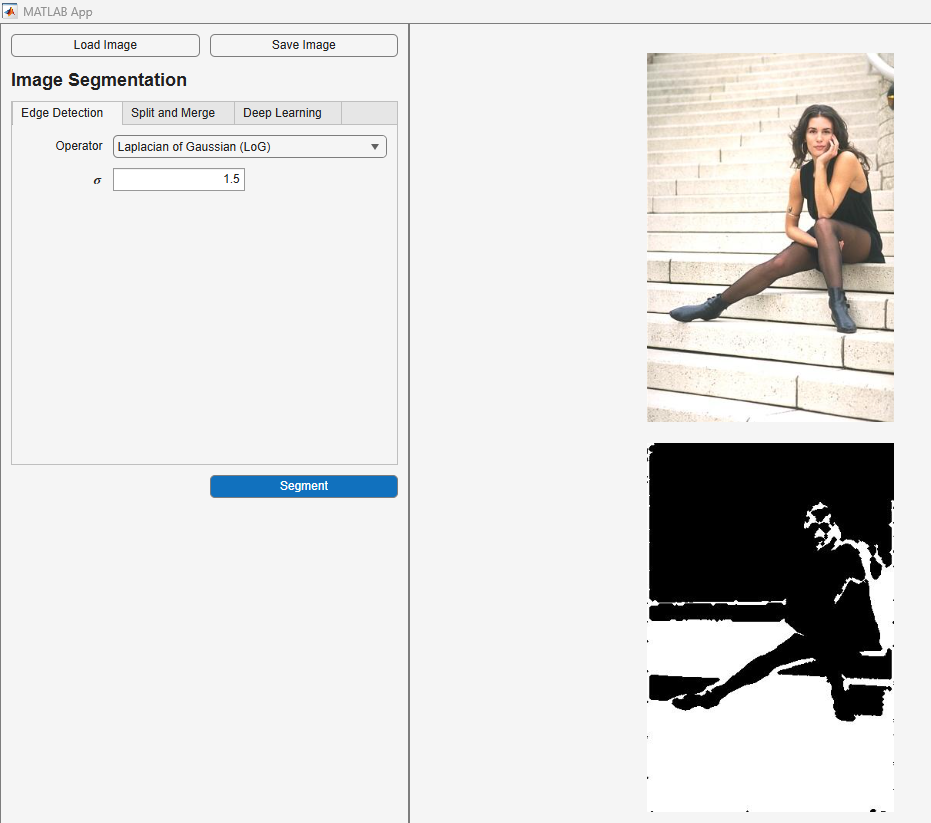 MATLAB App
Load Image
Save Image
Image Segmentation
Edge Detection
Split and Merge
Deep Learning
Operator
Laplacian of Gaussian (LoG)
σ
1.5
Segment